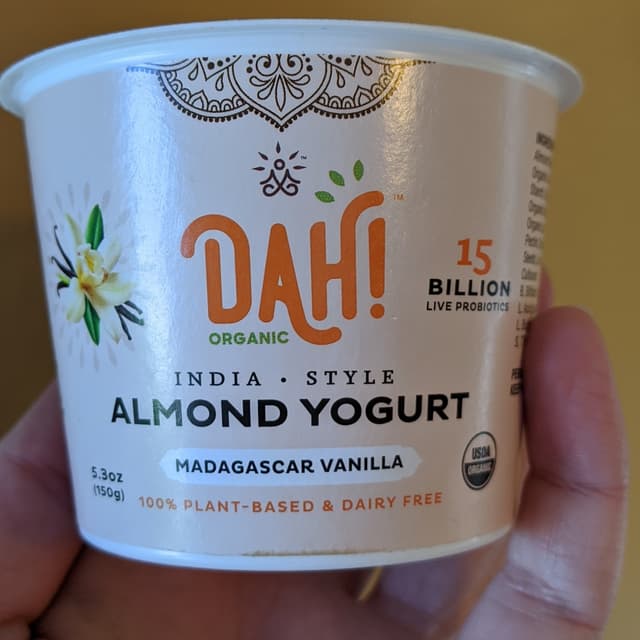 DAH!
™
ORGANIC
15
BILLION
LIVE PROBIOTICS
INDIA • STYLE
ALMOND YOGURT
MADAGASCAR VANILLA
5.3oz
(150g)
100% PLANT-BASED & DAIRY FREE
USDA
ORGANIC